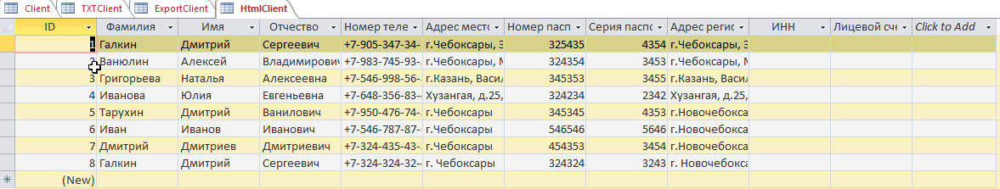 Client TXTClient ExportClient HtmlClient
ID Фамилия Имя Отчество Номер теле Адрес место Номер пасп Серия паспо Адрес регис ИНН Лицевой сче Click to Add
1 Галкин Дмитрий Сергеевич +7-905-347-34- г.Чебоксары, Э 325435 4354 г.Чебоксары, Э
2 Ванюлин Алексей Владимирович +7-983-745-93- г.Чебоксары, М 324354 3453 г.Чебоксары, М
3 Григорьева Наталья Алексеевна +7-546-998-56- г.Казань, Васил 345353 3455 г.Казань, Васил
4 Иванова Юлия Евгеньевна +7-648-356-83- Хузангая, д.25, 324234 2342 Хузангая, д.25,
5 Тарухин Дмитрий Ванилович +7-950-476-74- г.Чебоксары 345345 4353 г.Новочебокса
6 Иван Иванов Иванович +7-546-787-87- г.Чебоксары 546546 5646 г.Новочебокса
7 Дмитрий Дмитриев Дмитриевич +7-324-435-43- г.Чебоксары 454353 3454 г.Новочебокса
8 Галкин Дмитрий Сергеевич +7-324-324-32- г. Чебоксары 324324 3243 г. Новочебокса
(New)